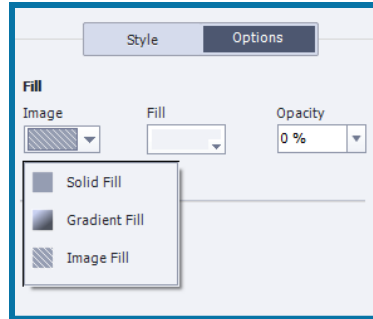 Style Options
Fill
Image Fill Opacity
0 %
Solid Fill
Gradient Fill
Image Fill